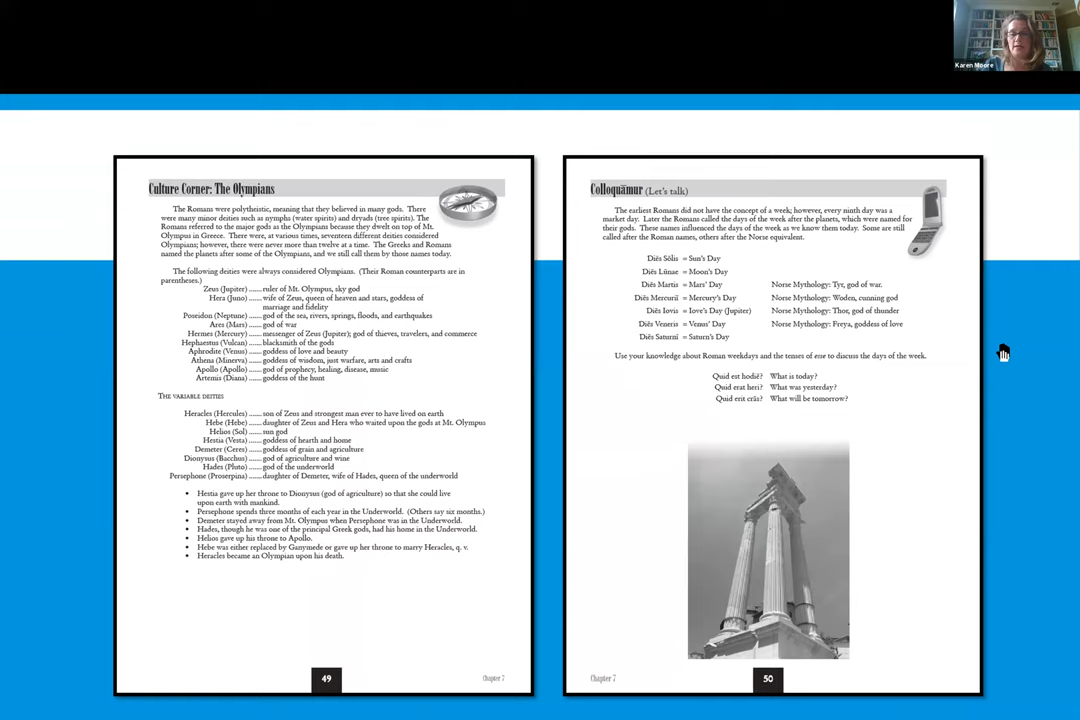 Karen Moore
Culture Corner: The Olympians
The Romans were polytheistic, meaning that they believed in many gods. There
were many minor deities such as nymphs (water spirits) and dryads (tree spirits). The
Romans referred to the major gods as the Olympians because they dwelt on top of Mt.
Olympus in Greece. There were, at various times, seventeen different deities considered
Olympians; however, there were never more than twelve at a time. The Greeks and Romans
named the planets after some of the Olympians, and we still call them by those names today.
The following deities were always considered Olympians. (Their Roman counterparts are in
parentheses.)
Zeus (Jupiter) ....... ruler of Mt. Olympus, sky god
Hera (Juno) ....... wife of Zeus, queen of heaven and stars, goddess of
marriage and fidelity
Poseidon (Neptune) ....... god of the sea, rivers, springs, floods, and earthquakes
Ares (Mars) ....... god of war
Hermes (Mercury) ....... messenger of Zeus (Jupiter); god of thieves, travelers, and commerce
Hephaestus (Vulcan) ....... blacksmith of the gods
Aphrodite (Venus) ....... goddess of love and beauty
Athena (Minerva) ....... goddess of wisdom, just warfare, arts and crafts
Apollo (Apollo) ....... god of prophecy, healing, disease, music
Artemis (Diana) ....... goddess of the hunt
The variable deities
Heracles (Hercules) ....... son of Zeus and strongest man ever to have lived on earth
Hebe (Hebe) ....... daughter of Zeus and Hera who waited upon the gods at Mt. Olympus
Helios (Sol) ....... sun god
Hestia (Vesta) ....... goddess of hearth and home
Demeter (Ceres) ....... goddess of grain and agriculture
Dionysus (Bacchus) ....... god of agriculture and wine
Hades (Pluto) ....... god of the underworld
Persephone (Proserpina) ....... daughter of Demeter, wife of Hades, queen of the underworld
• Hestia gave up her throne to Dionysus (god of agriculture) so that she could live
upon earth with mankind.
• Persephone spends three months of each year in the Underworld. (Others say six months.)
• Demeter stayed away from Mt. Olympus when Persephone was in the Underworld.
• Hades, though he was one of the principal Greek gods, had his home in the Underworld.
• Helios gave up his throne to Apollo.
• Hebe was either replaced by Ganymede or gave up her throne to marry Heracles, q. v.
• Heracles became an Olympian upon his death.
49
Chapter 7
Colloquāmur (Let's talk)
The earliest Romans did not have the concept of a week; however, every ninth day was a
market day. Later the Romans called the days of the week after the planets, which were named for
their gods. These names influenced the days of the week as we know them today. Some are still
called after the Roman names, others after the Norse equivalent.
Diēs Sōlis = Sun's Day
Diēs Lūnae = Moon's Day
Diēs Martis = Mars' Day Norse Mythology: Tyr, god of war.
Diēs Mercuriī = Mercury's Day Norse Mythology: Woden, cunning god
Diēs Iovis = Iove's Day (Jupiter) Norse Mythology: Thor, god of thunder
Diēs Veneris = Venus' Day Norse Mythology: Freya, goddess of love
Diēs Saturnī = Saturn's Day
Use your knowledge about Roman weekdays and the tenses of esse to discuss the days of the week.
Quid est hodiē? What is today?
Quid erat heri? What was yesterday?
Quid erit crās? What will be tomorrow?
Chapter 7
50